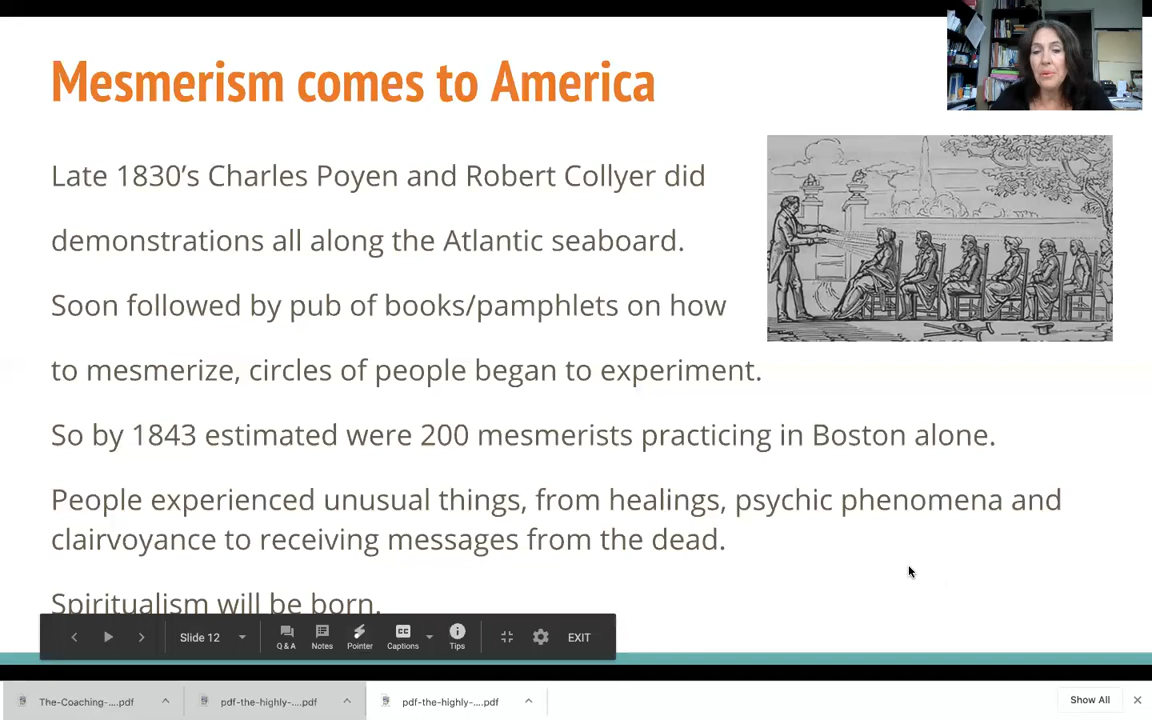 Mesmerism comes to America
Late 1830's Charles Poyen and Robert Collyer did
demonstrations all along the Atlantic seaboard.
Soon followed by pub of books/pamphlets on how
to mesmerize, circles of people began to experiment.
So by 1843 estimated were 200 mesmerists practicing in Boston alone.
People experienced unusual things, from healings, psychic phenomena and
clairvoyance to receiving messages from the dead.
Spiritualism will be born.
Slide 12
Q & A
Notes
Pointer
CC
Captions
Tips
EXIT
The-Coaching-....pdf
pdf-the-highly-....pdf
pdf-the-highly-....pdf
Show All